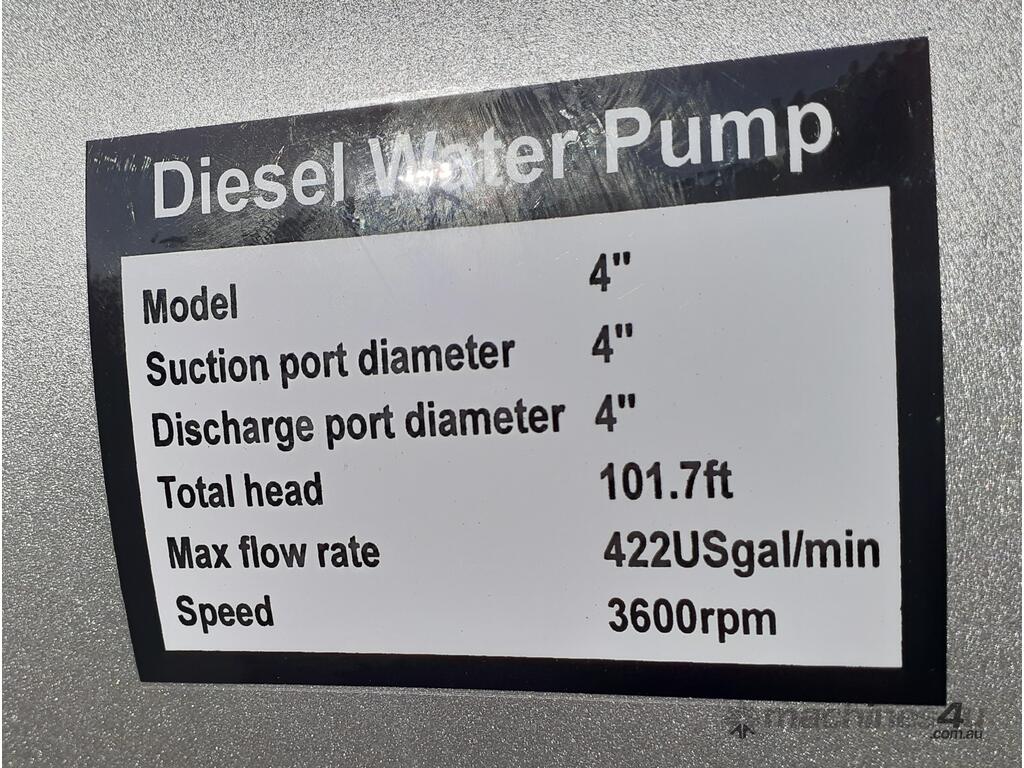 Diesel Water Pump
Model 4"
Suction port diameter 4"
Discharge port diameter 4"
Total head 101.7ft
Max flow rate 422USgal/min
Speed 3600rpm
machines4u
.com.au